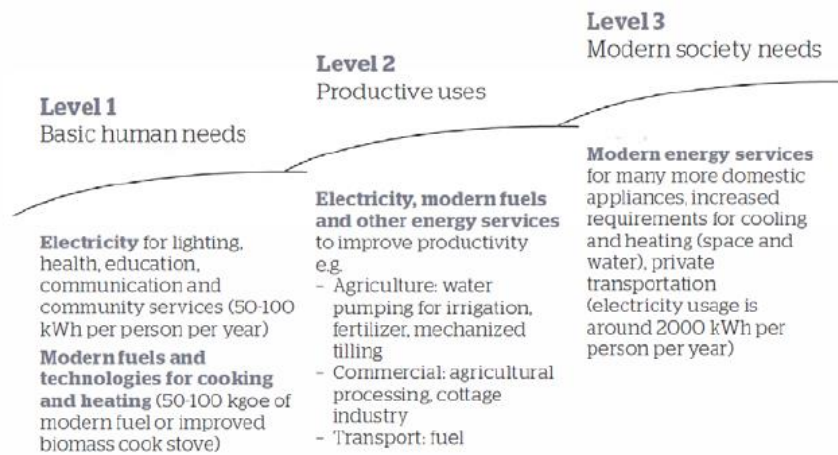 Level 1
Basic human needs
Electricity for lighting,
health, education,
communication and
community services (50-100
kWh per person per year)
Modern fuels and
technologies for cooking
and heating (50-100 kgoe of
modern fuel or improved
biomass cook stove)
Level 2
Productive uses
Electricity, modern fuels
and other energy services
to improve productivity
e.g.
- Agriculture: water
pumping for irrigation,
fertilizer, mechanized
tilling
- Commercial: agricultural
processing, cottage
industry
- Transport: fuel
Level 3
Modern society needs
Modern energy services
for many more domestic
appliances, increased
requirements for cooling
and heating (space and
water), private
transportation
(electricity usage is
around 2000 kWh per
person per year)